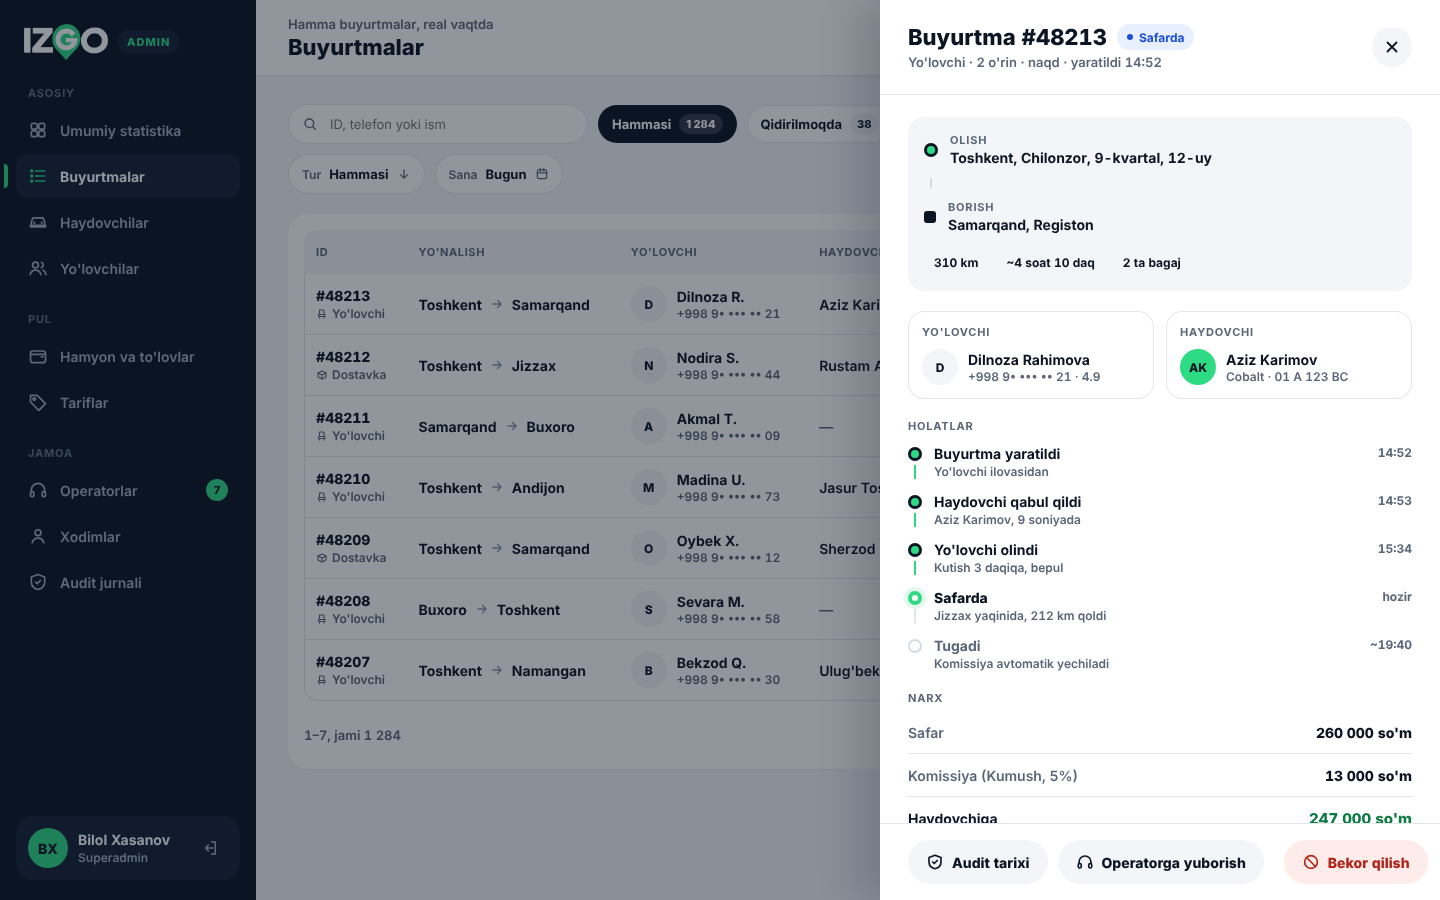 IZGO ADMIN
ASOSIY
Umumiy statistika
Buyurtmalar
Haydovchilar
Yo'lovchilar
PUL
Hamyon va to'lovlar
Tariflar
JAMOA
Operatorlar 7
Xodimlar
Audit jurnali
BX
Bilol Xasanov
Superadmin
Hamma buyurtmalar, real vaqtda
Buyurtmalar
ID, telefon yoki ism
Hammasi 1 284
Qidirilmoqda 38
Tur Hammasi
Sana Bugun
ID YO'NALISH YO'LOVCHI HAYDOVC
#48213 Toshkent → Samarqand D Dilnoza R. Aziz Kari
Yo'lovchi +998 9• ••• •• 21
#48212 Toshkent → Jizzax N Nodira S. Rustam A
Dostavka +998 9• ••• •• 44
#48211 Samarqand → Buxoro A Akmal T. —
Yo'lovchi +998 9• ••• •• 09
#48210 Toshkent → Andijon M Madina U. Jasur Tos
Yo'lovchi +998 9• ••• •• 73
#48209 Toshkent → Samarqand O Oybek X. Sherzod
Dostavka +998 9• ••• •• 12
#48208 Buxoro → Toshkent S Sevara M. —
Yo'lovchi +998 9• ••• •• 58
#48207 Toshkent → Namangan B Bekzod Q. Ulug'bek
Yo'lovchi +998 9• ••• •• 30
1–7, jami 1 284
Buyurtma #48213 Safarda
Yo'lovchi · 2 o'rin · naqd · yaratildi 14:52
OLISH
Toshkent, Chilonzor, 9-kvartal, 12-uy
BORISH
Samarqand, Registon
310 km ~4 soat 10 daq 2 ta bagaj
YO'LOVCHI
D
Dilnoza Rahimova
+998 9• ••• •• 21 · 4.9
HAYDOVCHI
AK
Aziz Karimov
Cobalt · 01 A 123 BC
HOLATLAR
Buyurtma yaratildi 14:52
Yo'lovchi ilovasidan
Haydovchi qabul qildi 14:53
Aziz Karimov, 9 soniyada
Yo'lovchi olindi 15:34
Kutish 3 daqiqa, bepul
Safarda hozir
Jizzax yaqinida, 212 km qoldi
Tugadi ~19:40
Komissiya avtomatik yechiladi
NARX
Safar 260 000 so'm
Komissiya (Kumush, 5%) 13 000 so'm
Haydovchiga 247 000 so'm
Audit tarixi
Operatorga yuborish
Bekor qilish